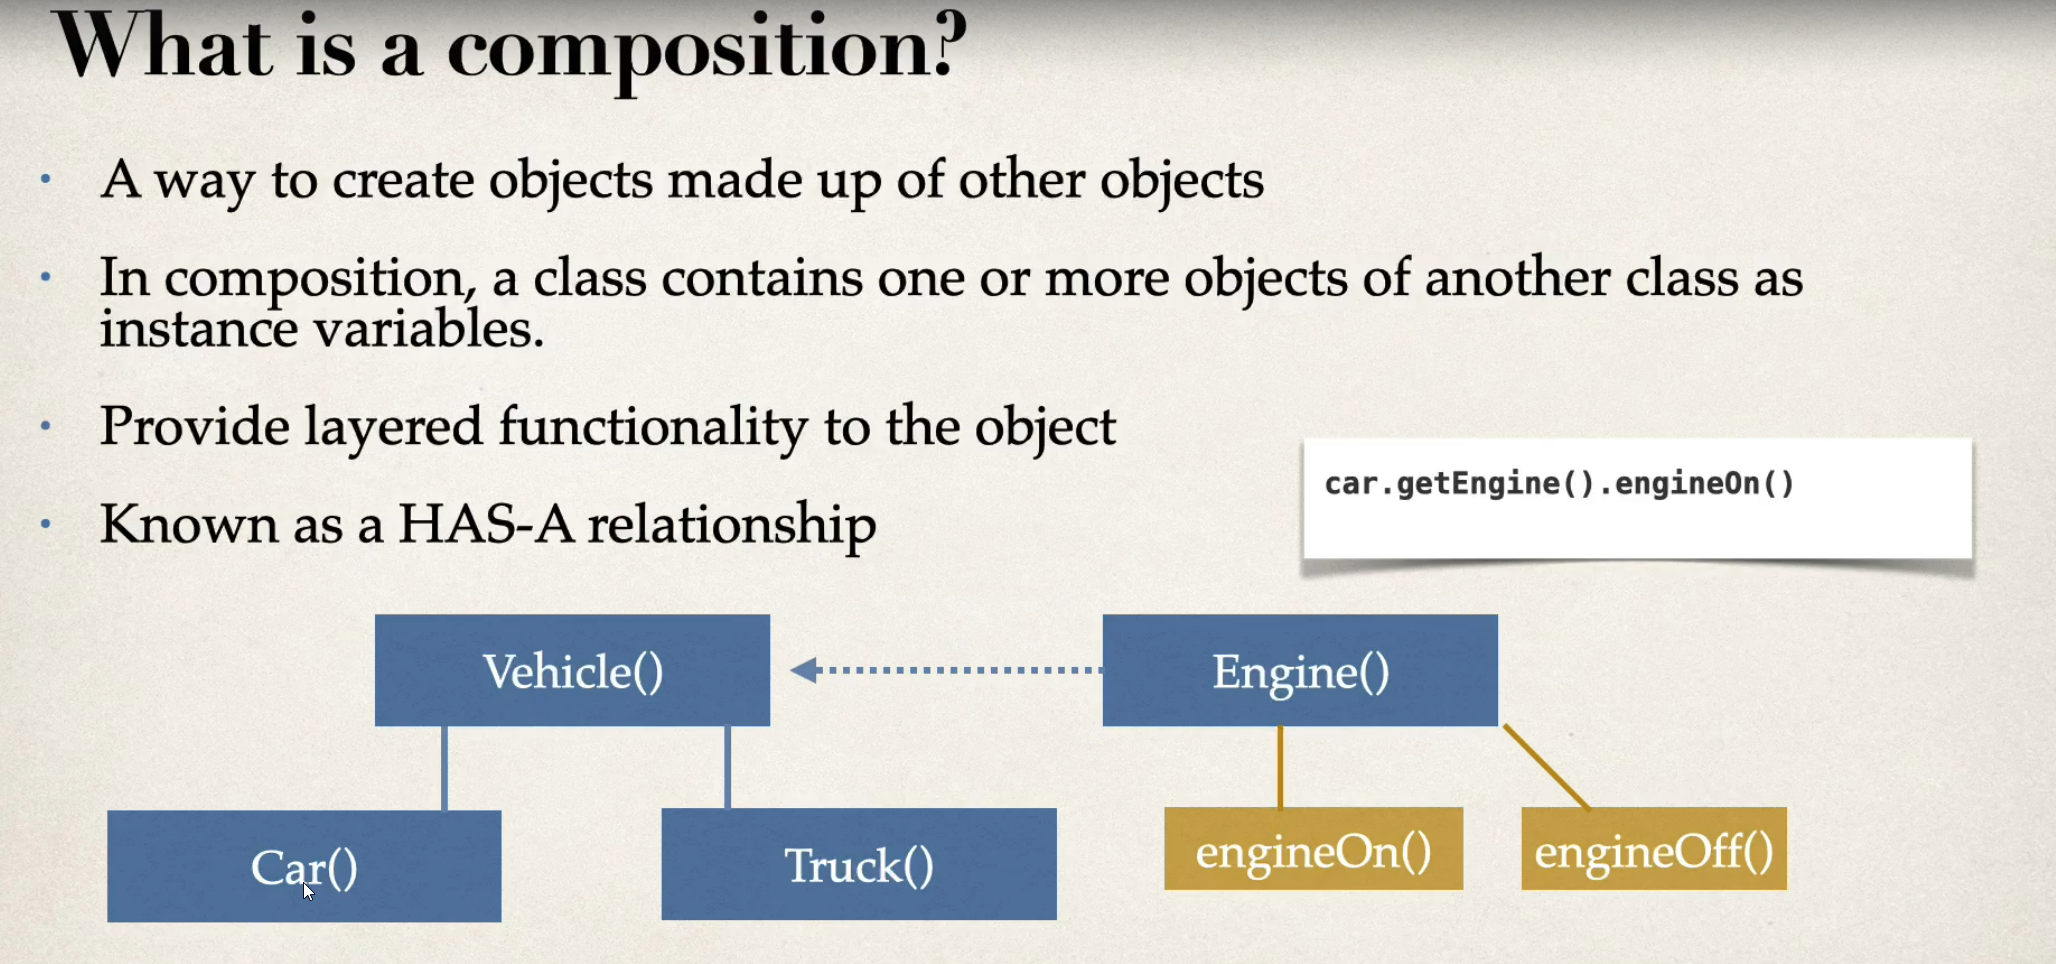 What is a composition?
A way to create objects made up of other objects
In composition, a class contains one or more objects of another class as
instance variables.
Provide layered functionality to the object
Known as a HAS-A relationship
car.getEngine().engineOn()
Vehicle()
Engine()
Car()
Truck()
engineOn()
engineOff()